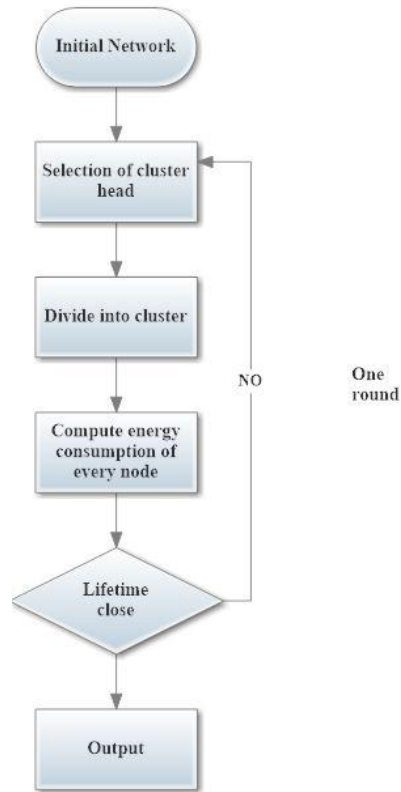 Initial Network
Selection of cluster
head
Divide into cluster
NO
One
round
Compute energy
consumption of
every node
Lifetime
close
Output